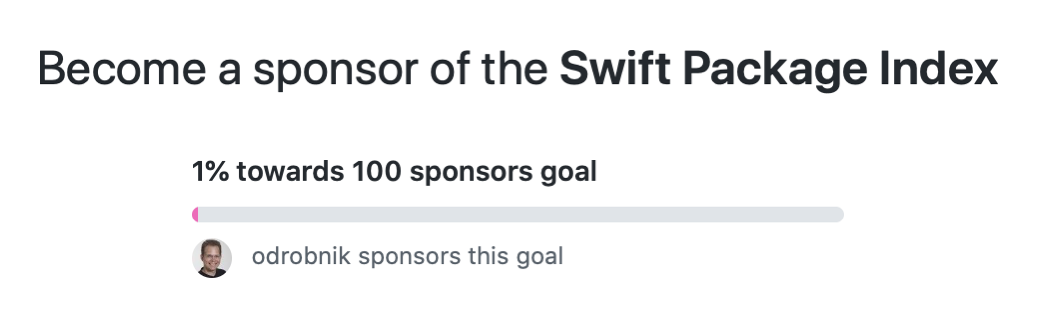 Become a sponsor of the Swift Package Index
1% towards 100 sponsors goal
odrobnik sponsors this goal